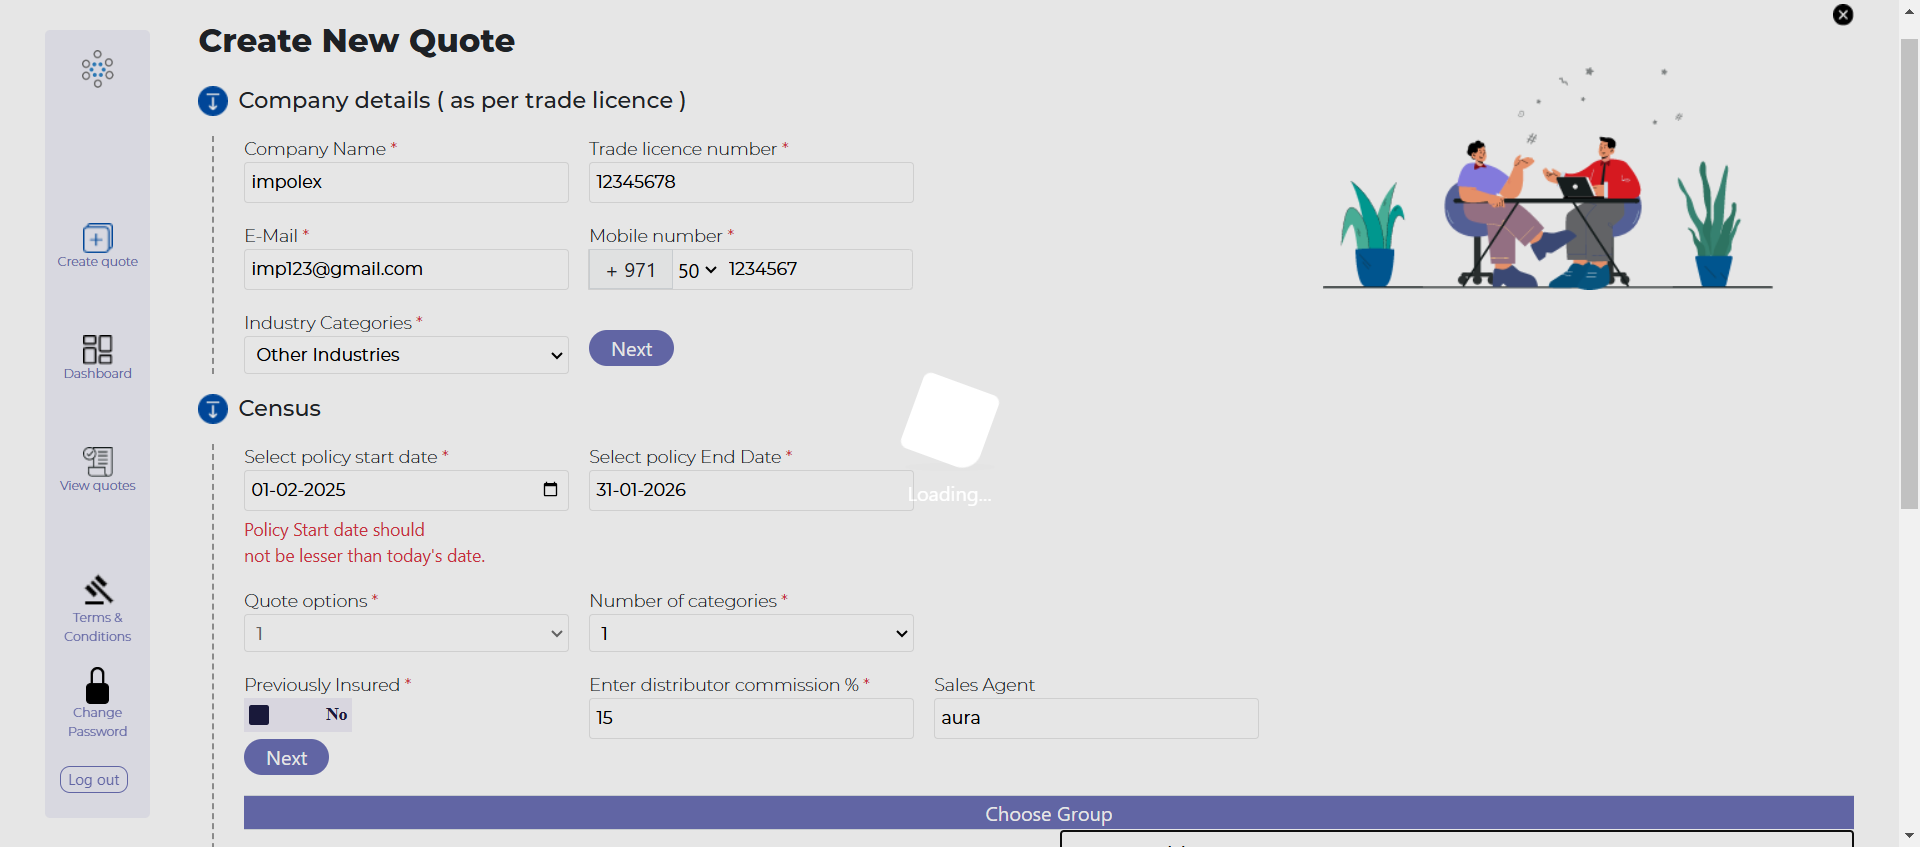 Create New Quote
Company details ( as per trade licence )
Company Name *
Trade licence number *
impolex
12345678
E-Mail *
Mobile number *
imp123@gmail.com
+ 971
50
1234567
Industry Categories *
Other Industries
Next
Census
Select policy start date *
Select policy End Date *
01-02-2025
31-01-2026
Loading...
Policy Start date should
not be lesser than today's date.
Quote options *
Number of categories *
1
1
Previously Insured *
Enter distributor commission % *
Sales Agent
No
15
aura
Next
Choose Group
Create quote
Dashboard
View quotes
Terms &
Conditions
Change
Password
Log out